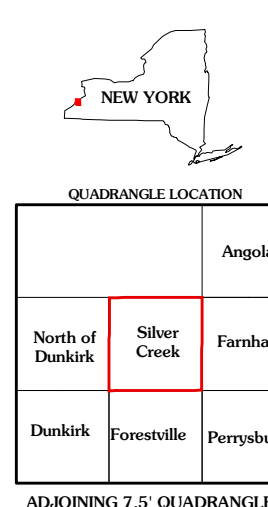 NEW YORK
QUADRANGLE LOCATION
Angola
North of
Dunkirk
Silver
Creek
Farnha
Dunkirk
Forestville
Perrysbu
ADJOINING 7.5' QUADRANGLE